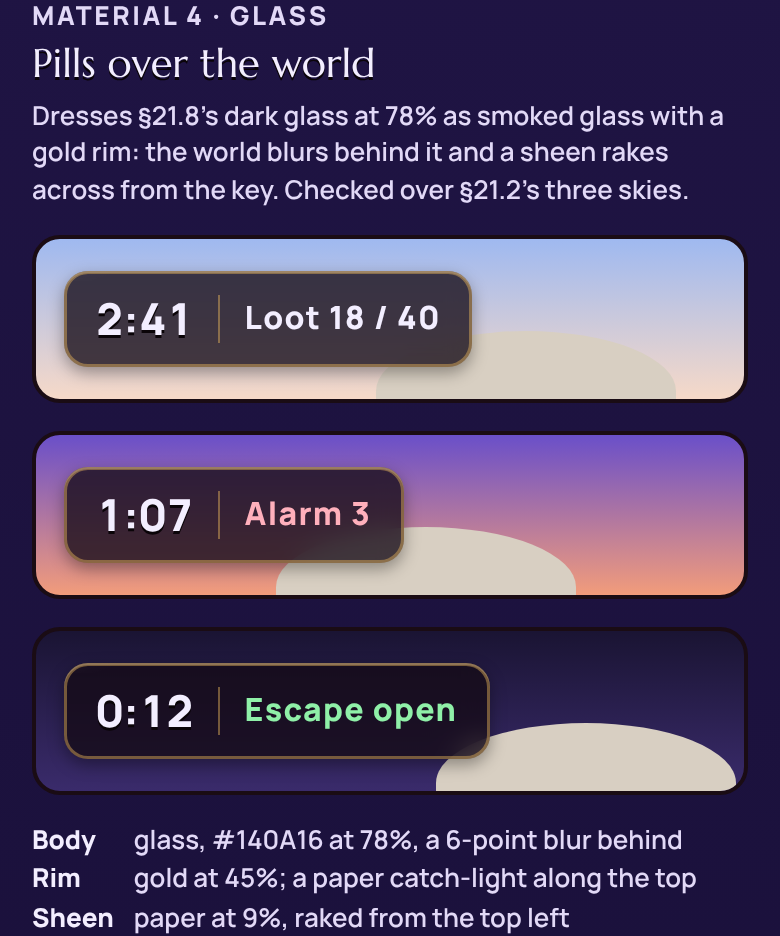 MATERIAL 4 · GLASS
Pills over the world
Dresses §21.8’s dark glass at 78% as smoked glass with a
gold rim: the world blurs behind it and a sheen rakes
across from the key. Checked over §21.2’s three skies.
2:41 Loot 18 / 40
1:07 Alarm 3
0:12 Escape open
Body glass, #140A16 at 78%, a 6-point blur behind
Rim gold at 45%; a paper catch-light along the top
Sheen paper at 9%, raked from the top left